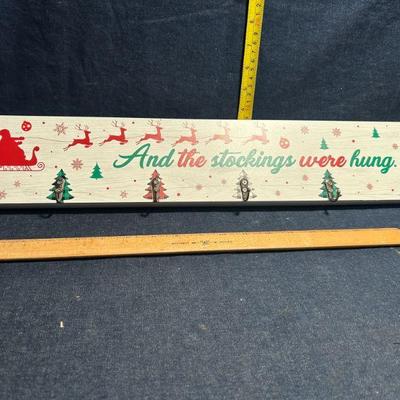 And the stockings were hung.